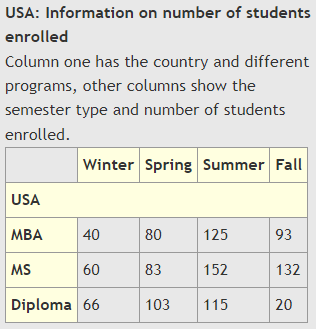 USA: Information on number of students
enrolled
Column one has the country and different
programs, other columns show the
semester type and number of students
enrolled.
Winter Spring Summer Fall
USA
MBA 40 80 125 93
MS 60 83 152 132
Diploma 66 103 115 20